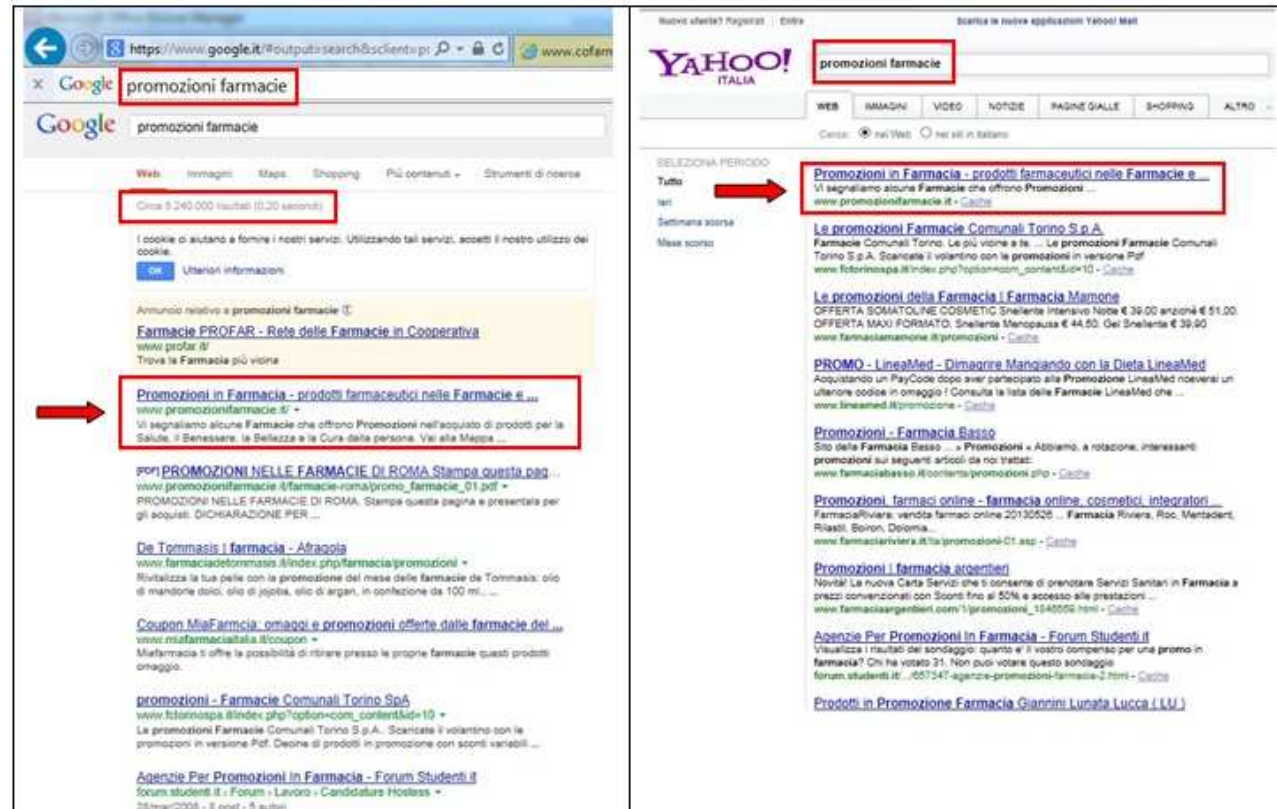 https://www.google.it/#output=search&sclient=ps
www.cofam
x Google promozioni farmacie
Google promozioni farmacie
Web Immagini Maps Shopping Più contenuti Strumenti di ricerca
Circa 5.240.000 risultati (0,20 secondi)
I cookie ci aiutano a fornire i nostri servizi. Utilizzando tali servizi, accetti il nostro utilizzo dei
cookie.
OK Ulteriori informazioni
Annuncio relativo a promozioni farmacie
Farmacie PROFAR - Rete delle Farmacie in Cooperativa
www.profar.it/
Trova la Farmacia più vicina
Promozioni in Farmacia - prodotti farmaceutici nelle Farmacie e ...
www.promozionifarmacie.it/
Vi segnaliamo alcune Farmacie che offrono Promozioni nell'acquisto di prodotti per la
Salute, il Benessere, la Bellezza e la Cura della persona. Vai alla Mappa ...
[PDF] PROMOZIONI NELLE FARMACIE DI ROMA Stampa questa pag...
www.promozionifarmacie.it/farmacie-roma/promo_farmacie_01.pdf
PROMOZIONI NELLE FARMACIE DI ROMA. Stampa questa pagina e presentala per
gli acquisti. DICHIARAZIONE PER ...
De Tommasis | farmacia - Afragola
www.farmaciadetommasis.it/index.php/farmacia/promozioni
Rivitalizza la tua pelle con la promozione del mese delle farmacie de Tommasis: olio
di mandorle dolci, olio di jojoba, olio di argan, in confezione da 100 ml., ...
Coupon MiaFarmcia: omaggi e promozioni offerte dalle farmacie del ...
www.miafarmaciaitalia.it/coupon
Miafarmacia ti offre la possibilità di ritirare presso le proprie farmacie questi prodotti
omaggio.
promozioni - Farmacie Comunali Torino SpA
www.fctorinospa.it/index.php?option=com_content&id=10
Le promozioni Farmacie Comunali Torino S.p.A.. Scaricate il volantino con le
promozioni in versione Pdf. Decine di prodotti in promozione con sconti variabili ...
Agenzie Per Promozioni In Farmacia - Forum Studenti.it
forum.studenti.it › Forum › Lavoro › Candidature Hostess
28/mar/2008 - 8 post - 5 autori
Nuovo utente? Registrati | Entra
Scarica le nuove applicazioni Yahoo! Mail
YAHOO!
ITALIA
promozioni farmacie
WEB IMMAGINI VIDEO NOTIZIE PAGINE GIALLE SHOPPING ALTRO
Cerca: nel Web nei siti in italiano
SELEZIONA PERIODO
Tutto
Ieri
Settimana scorsa
Mese scorso
Promozioni in Farmacia - prodotti farmaceutici nelle Farmacie e ...
Vi segnaliamo alcune Farmacie che offrono Promozioni ...
www.promozionifarmacie.it - Cache
Le promozioni Farmacie Comunali Torino S.p.A.
Farmacie Comunali Torino. Le più vicine a te. ... Le promozioni Farmacie Comunali
Torino S.p.A. Scaricate il volantino con le promozioni in versione Pdf
www.fctorinospa.it/index.php?option=com_content&id=10 - Cache
Le promozioni della Farmacia | Farmacia Mamone
OFFERTA SOMATOLINE COSMETIC Snellente Intensivo Notte € 39.00 anziché € 51.00.
OFFERTA MAXI FORMATO. Snellente Menopausa € 44,50. Gel Snellente € 39,90
www.farmaciamamone.it/promozioni - Cache
PROMO - LineaMed - Dimagrire Mangiando con la Dieta LineaMed
Acquistando un PayCode dopo aver partecipato alla Promozione LineaMed riceverai un
ulteriore codice in omaggio ! Consulta la lista delle Farmacie LineaMed che ...
www.lineamed.it/promozione - Cache
Promozioni - Farmacia Basso
Sito della Farmacia Basso ... » Promozioni » Abbiamo, a rotazione, interessanti
promozioni sui seguenti articoli da noi trattati:
www.farmaciabasso.it/contents/promozioni.php - Cache
Promozioni, farmaci online - farmacia online, cosmetici, integratori ...
FarmaciaRiviera: vendita farmaci online 20130526 ... Farmacia Riviera, Roc, Mentadent,
Rilastil, Boiron, Dolomia...
www.farmaciariviera.it/ita/promozioni-01.asp - Cache
Promozioni | farmacia argentieri
Novità! La nuova Carta Servizi che ti consente di prenotare Servizi Sanitari in Farmacia a
prezzi convenzionati con Sconti fino al 50% e accesso alle prestazioni ...
www.farmaciaargentieri.com/1/promozioni_1846559.html - Cache
Agenzie Per Promozioni In Farmacia - Forum Studenti.it
Visualizza i risultati del sondaggio: quanto e' il vostro compenso per una promo in
farmacia? Chi ha votato 31. Non puoi votare questo sondaggio
forum.studenti.it/.../657347-agenzie-promozioni-farmacia-2.html - Cache
Prodotti in Promozione Farmacia Giannini Lunata Lucca ( LU )